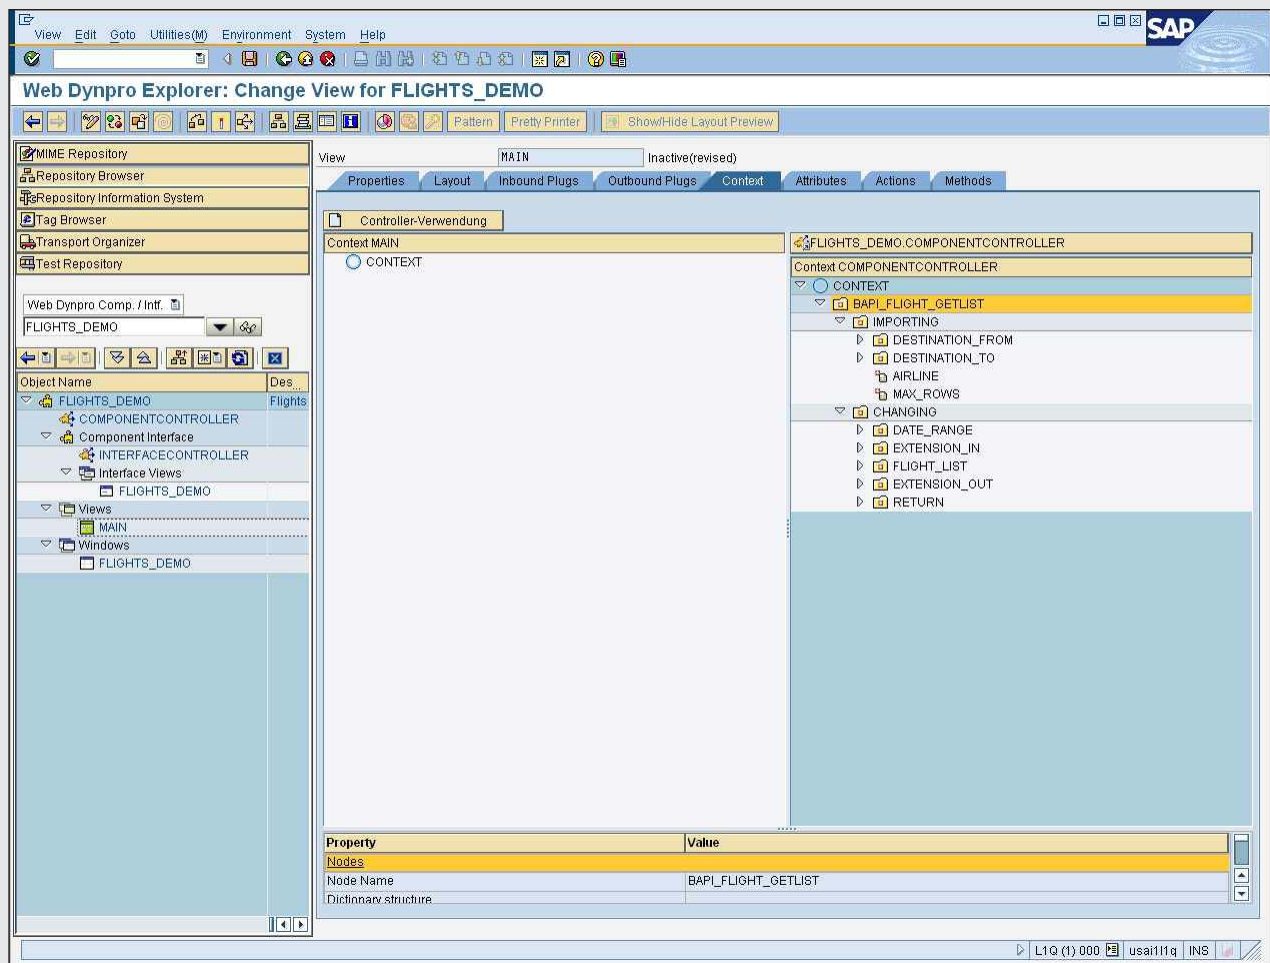 View Edit Goto Utilities(M) Environment System Help
SAP
Web Dynpro Explorer: Change View for FLIGHTS_DEMO
Pattern Pretty Printer Show/Hide Layout Preview
MIME Repository
Repository Browser
Repository Information System
Tag Browser
Transport Organizer
Test Repository
Web Dynpro Comp. / Intf.
FLIGHTS_DEMO
Object Name Des...
FLIGHTS_DEMO Flights
COMPONENTCONTROLLER
Component Interface
INTERFACECONTROLLER
Interface Views
FLIGHTS_DEMO
Views
MAIN
Windows
FLIGHTS_DEMO
View MAIN Inactive(revised)
Properties Layout Inbound Plugs Outbound Plugs Context Attributes Actions Methods
Controller-Verwendung
Context MAIN
CONTEXT
FLIGHTS_DEMO.COMPONENTCONTROLLER
Context COMPONENTCONTROLLER
CONTEXT
BAPI_FLIGHT_GETLIST
IMPORTING
DESTINATION_FROM
DESTINATION_TO
AIRLINE
MAX_ROWS
CHANGING
DATE_RANGE
EXTENSION_IN
FLIGHT_LIST
EXTENSION_OUT
RETURN
Property Value
Nodes
Node Name BAPI_FLIGHT_GETLIST
Dictionary structure
L1Q (1) 000 usai1l1q INS